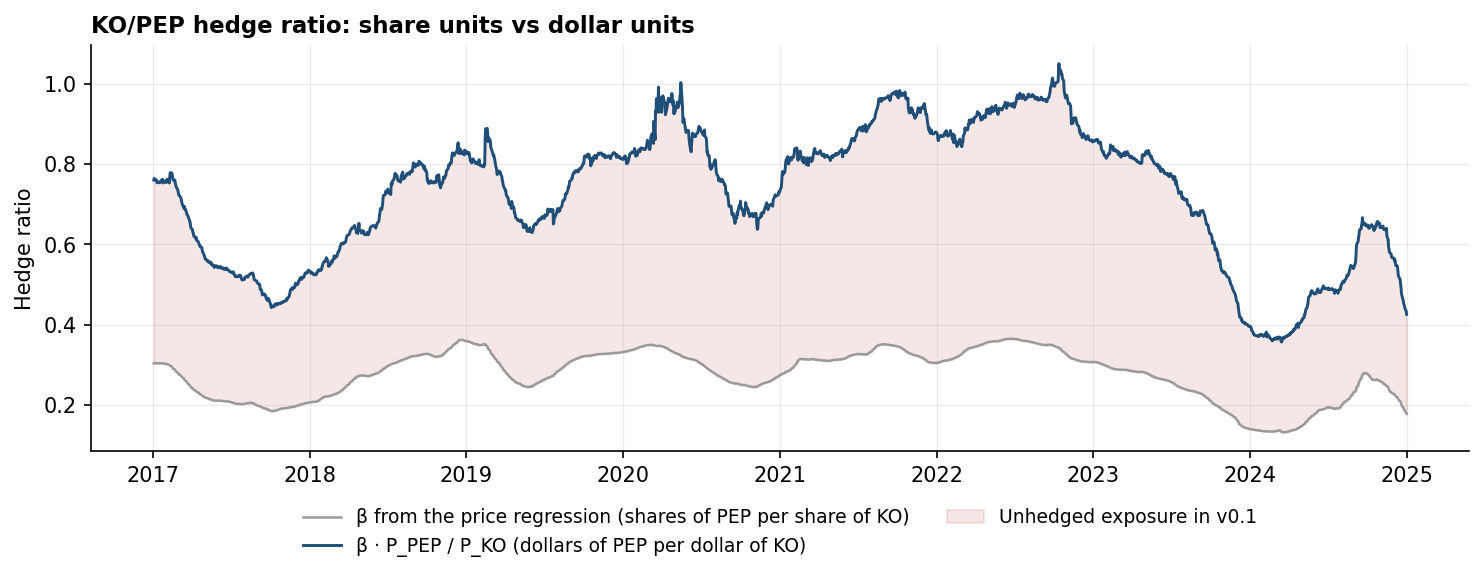 KO/PEP hedge ratio: share units vs dollar units
Hedge ratio
1.0
0.8
0.6
0.4
0.2
2017 2018 2019 2020 2021 2022 2023 2024 2025
β from the price regression (shares of PEP per share of KO)
β · P_PEP / P_KO (dollars of PEP per dollar of KO)
Unhedged exposure in v0.1